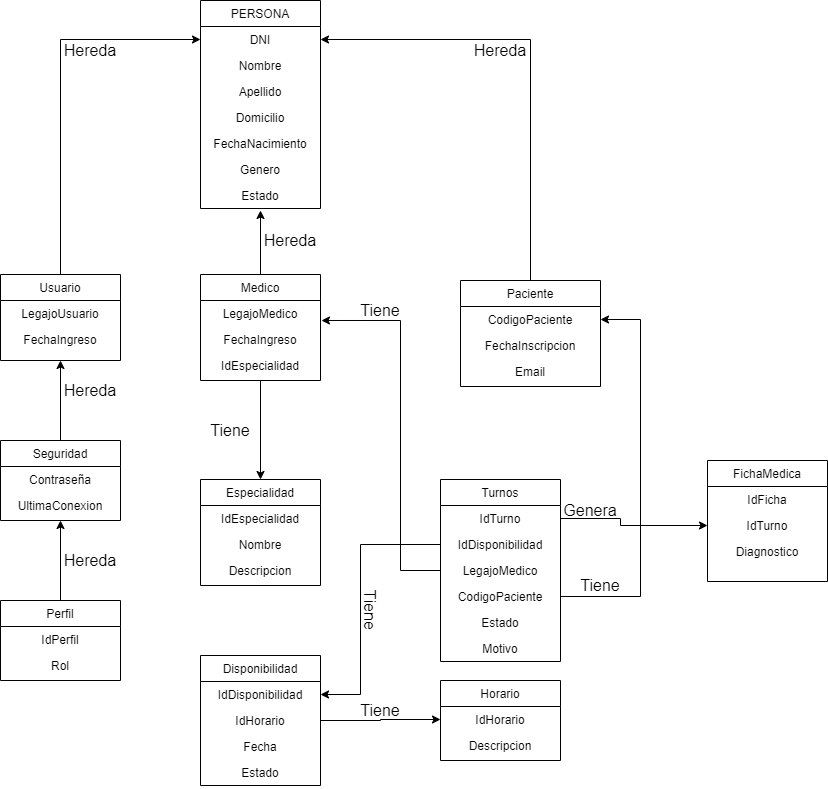 PERSONA
DNI
Nombre
Apellido
Domicilio
FechaNacimiento
Genero
Estado
Hereda
Hereda
Hereda
Usuario
LegajoUsuario
FechaIngreso
Medico
LegajoMedico
FechaIngreso
IdEspecialidad
Paciente
CodigoPaciente
FechaInscripcion
Email
Tiene
Hereda
Tiene
Seguridad
Contraseña
UltimaConexion
Especialidad
IdEspecialidad
Nombre
Descripcion
Turnos
IdTurno
IdDisponibilidad
LegajoMedico
CodigoPaciente
Estado
Motivo
Genera
Tiene
FichaMedica
IdFicha
IdTurno
Diagnostico
Hereda
Tiene
Perfil
IdPerfil
Rol
Disponibilidad
IdDisponibilidad
IdHorario
Fecha
Estado
Tiene
Horario
IdHorario
Descripcion